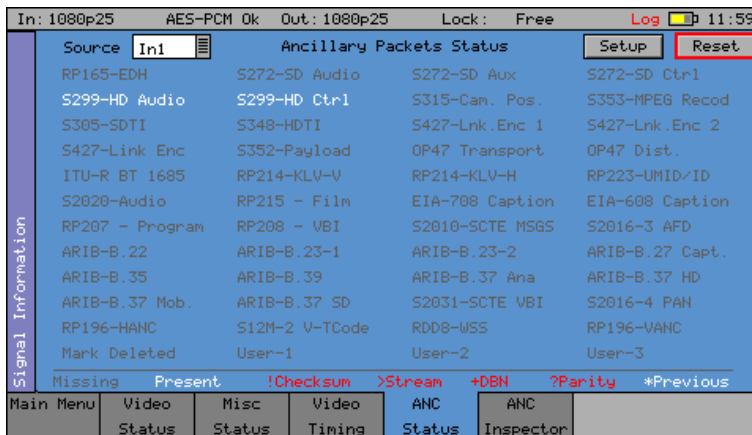 In: 1080p25 AES-PCM Ok Out: 1080p25 Lock: Free Log 11:59
Source In1 Ancillary Packets Status Setup Reset
RP165-EDH S272-SD Audio S272-SD Aux S272-SD Ctrl
S299-HD Audio S299-HD Ctrl S315-Cam. Pos. S353-MPEG Recod
S305-SDTI S348-HDTI S427-Lnk.Enc 1 S427-Lnk.Enc 2
S427-Link Enc S352-Payload OP47 Transport OP47 Dist.
ITU-R BT 1685 RP214-KLV-V RP214-KLV-H RP223-UMID/ID
S2020-Audio RP215 - Film EIA-708 Caption EIA-608 Caption
RP207 - Program RP208 - VBI S2010-SCTE MSGS S2016-3 AFD
ARIB-B.22 ARIB-B.23-1 ARIB-B.23-2 ARIB-B.27 Capt.
ARIB-B.35 ARIB-B.39 ARIB-B.37 Ana ARIB-B.37 HD
ARIB-B.37 Mob. ARIB-B.37 SD S2031-SCTE VBI S2016-4 PAN
RP196-HANC S12M-2 V-TCode RDD8-WSS RP196-VANC
Mark Deleted User-1 User-2 User-3
Signal Information
Missing Present !Checksum >Stream +DBN ?Parity *Previous
Main Menu Video Status Misc Status Video Timing ANC Status ANC Inspector